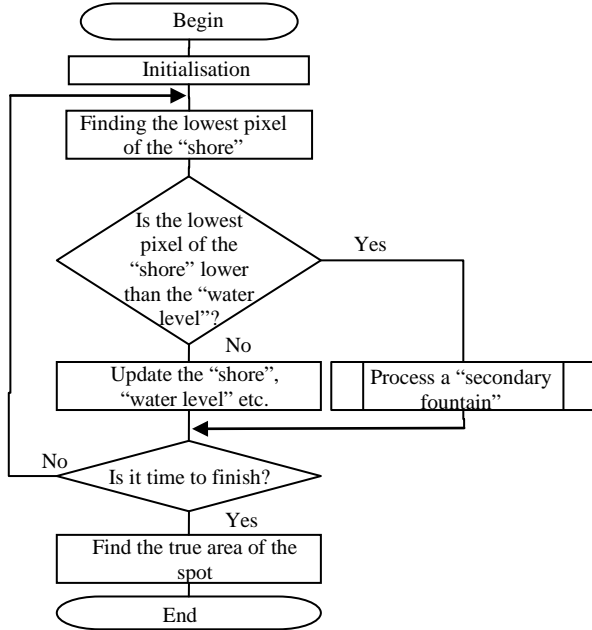 Begin
Initialisation
Finding the lowest pixel
of the “shore”
Is the lowest
pixel of the
“shore” lower
than the “water
level”?
Yes
No
Update the “shore”,
“water level” etc.
Process a “secondary
fountain”
No
Is it time to finish?
Yes
Find the true area of the
spot
End